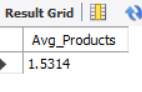 Result Grid
Avg_Products
1.5314